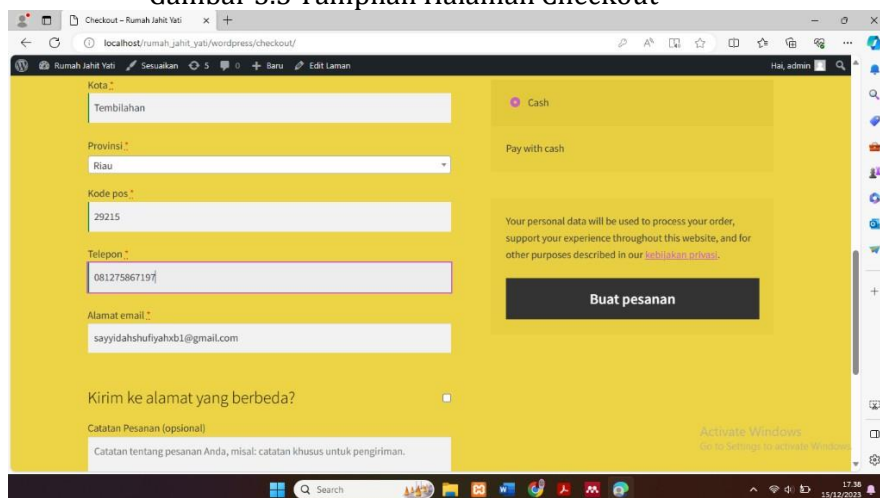 Gambar 5.5 Tampilan Halaman Checkout
Checkout – Rumah Jahit Yati
localhost/rumah_jahit_yati/wordpress/checkout/
Rumah Jahit Yati Sesuaikan 5 0 Baru Edit Laman Hai, admin
Kota *
Tembilahan
Provinsi *
Riau
Kode pos *
29215
Telepon *
081275867197
Alamat email *
sayyidahshufiyahxb1@gmail.com
Kirim ke alamat yang berbeda?
Catatan Pesanan (opsional)
Catatan tentang pesanan Anda, misal: catatan khusus untuk pengiriman.
Cash
Pay with cash
Your personal data will be used to process your order,
support your experience throughout this website, and for
other purposes described in our kebijakan privasi.
Buat pesanan
Activate Windows
Go to Settings to activate Windows.
Search
17.38
15/12/2023